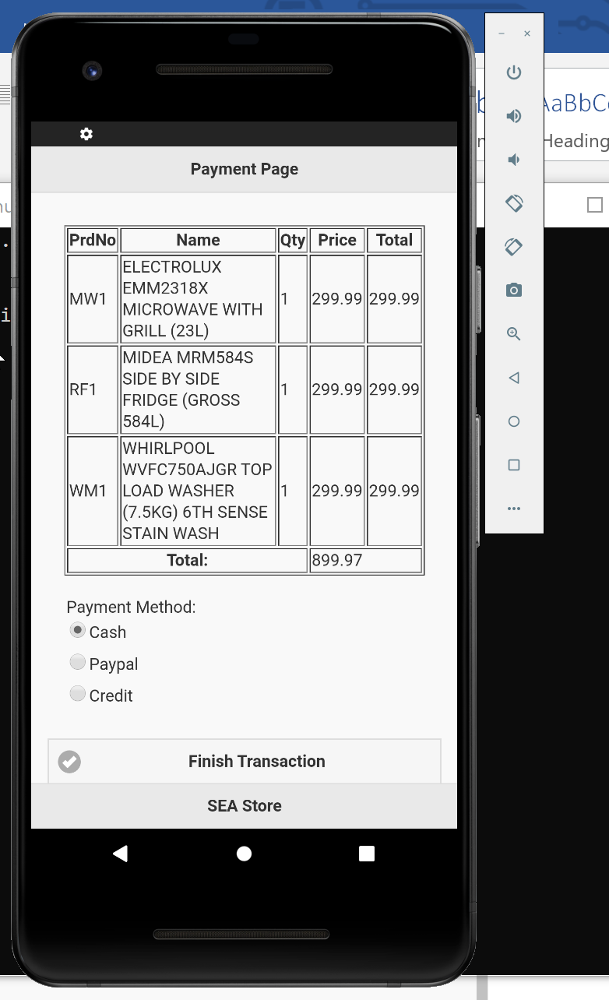 Payment Page
PrdNo Name Qty Price Total
MW1 ELECTROLUX EMM2318X MICROWAVE WITH GRILL (23L) 1 299.99 299.99
RF1 MIDEA MRM584S SIDE BY SIDE FRIDGE (GROSS 584L) 1 299.99 299.99
WM1 WHIRLPOOL WVFC750AJGR TOP LOAD WASHER (7.5KG) 6TH SENSE STAIN WASH 1 299.99 299.99
Total: 899.97
Payment Method:
Cash
Paypal
Credit
Finish Transaction
SEA Store
AaBbC
Heading